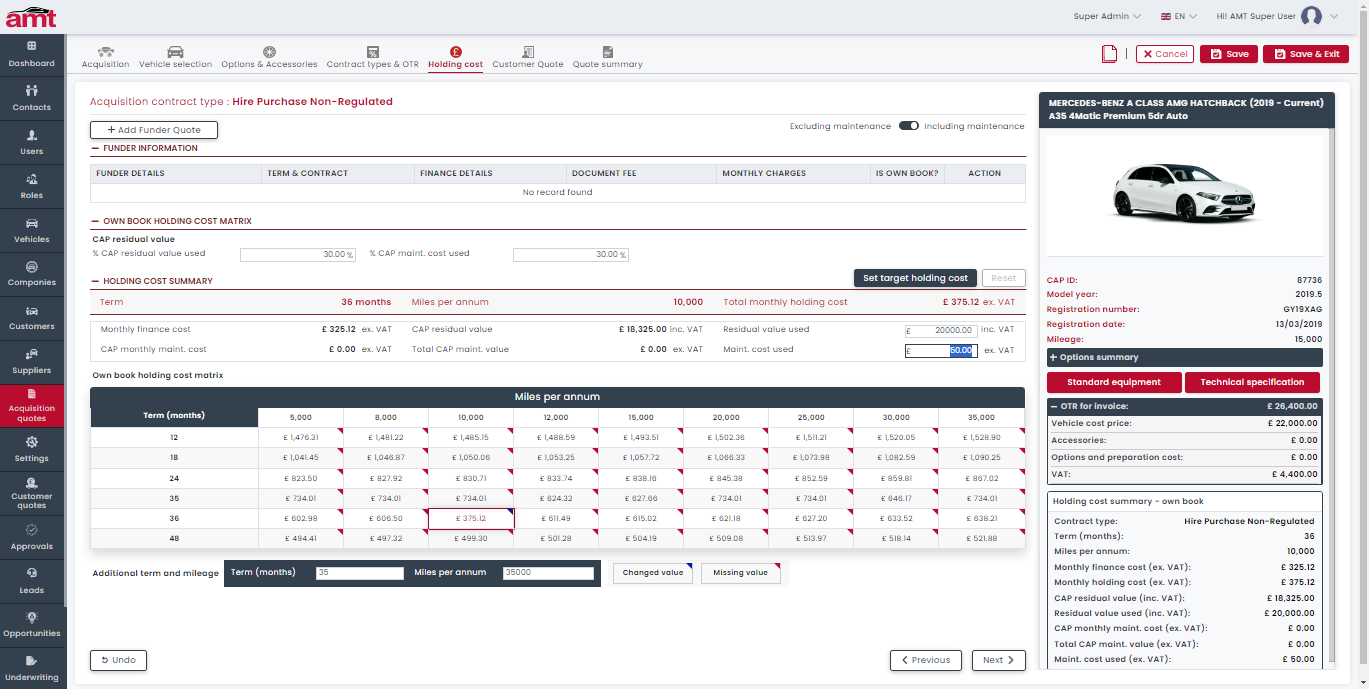 amt
Super Admin
EN
Hi! AMT Super User
Dashboard
Contacts
Users
Roles
Vehicles
Companies
Customers
Suppliers
Acquisition
quotes
Settings
Customer
quotes
Approvals
Leads
Opportunities
Underwriting
Acquisition Vehicle selection Options & Accessories Contract types & OTR Holding cost Customer Quote Quote summary
Cancel Save Save & Exit
Acquisition contract type : Hire Purchase Non-Regulated
+ Add Funder Quote
Excluding maintenance Including maintenance
FUNDER INFORMATION
FUNDER DETAILS TERM & CONTRACT FINANCE DETAILS DOCUMENT FEE MONTHLY CHARGES IS OWN BOOK? ACTION
No record found
OWN BOOK HOLDING COST MATRIX
CAP residual value
% CAP residual value used 30.00 % % CAP maint. cost used 30.00 %
HOLDING COST SUMMARY
Set target holding cost Reset
Term 36 months Miles per annum 10,000 Total monthly holding cost £ 375.12 ex. VAT
Monthly finance cost £ 325.12 ex. VAT CAP residual value £ 18,325.00 inc. VAT Residual value used £ 20000.00 inc. VAT
CAP monthly maint. cost £ 0.00 ex. VAT Total CAP maint. value £ 0.00 ex. VAT Maint. cost used £ 50.00 ex. VAT
Own book holding cost matrix
Miles per annum
Term (months) 5,000 8,000 10,000 12,000 15,000 20,000 25,000 30,000 35,000
12 £ 1,476.31 £ 1,481.22 £ 1,485.15 £ 1,488.59 £ 1,493.51 £ 1,502.36 £ 1,511.21 £ 1,520.05 £ 1,528.90
18 £ 1,041.45 £ 1,046.87 £ 1,050.06 £ 1,053.25 £ 1,057.72 £ 1,066.33 £ 1,073.98 £ 1,082.59 £ 1,090.25
24 £ 823.50 £ 827.92 £ 830.71 £ 833.74 £ 838.16 £ 845.38 £ 852.59 £ 859.81 £ 867.02
35 £ 734.01 £ 734.01 £ 734.01 £ 624.32 £ 627.66 £ 734.01 £ 734.01 £ 646.17 £ 734.01
36 £ 602.98 £ 606.50 £ 375.12 £ 611.49 £ 615.02 £ 621.18 £ 627.20 £ 633.52 £ 638.21
48 £ 494.41 £ 497.32 £ 499.30 £ 501.28 £ 504.19 £ 509.08 £ 513.97 £ 518.14 £ 521.88
Additional term and mileage Term (months) 35 Miles per annum 35000 Changed value Missing value
Undo Previous Next
MERCEDES-BENZ A CLASS AMG HATCHBACK (2019 - Current)
A35 4Matic Premium 5dr Auto
CAP ID: 87736
Model year: 2019.5
Registration number: GY19XAG
Registration date: 13/03/2019
Mileage: 15,000
+ Options summary
Standard equipment Technical specification
OTR for invoice: £ 26,400.00
Vehicle cost price: £ 22,000.00
Accessories: £ 0.00
Options and preparation cost: £ 0.00
VAT: £ 4,400.00
Holding cost summary - own book
Contract type: Hire Purchase Non-Regulated
Term (months): 36
Miles per annum: 10,000
Monthly finance cost (ex. VAT): £ 325.12
Monthly holding cost (ex. VAT): £ 375.12
CAP residual value (inc. VAT): £ 18,325.00
Residual value used (inc. VAT): £ 20,000.00
CAP monthly maint. cost (ex. VAT): £ 0.00
Total CAP maint. value (ex. VAT): £ 0.00
Maint. cost used (ex. VAT): £ 50.00